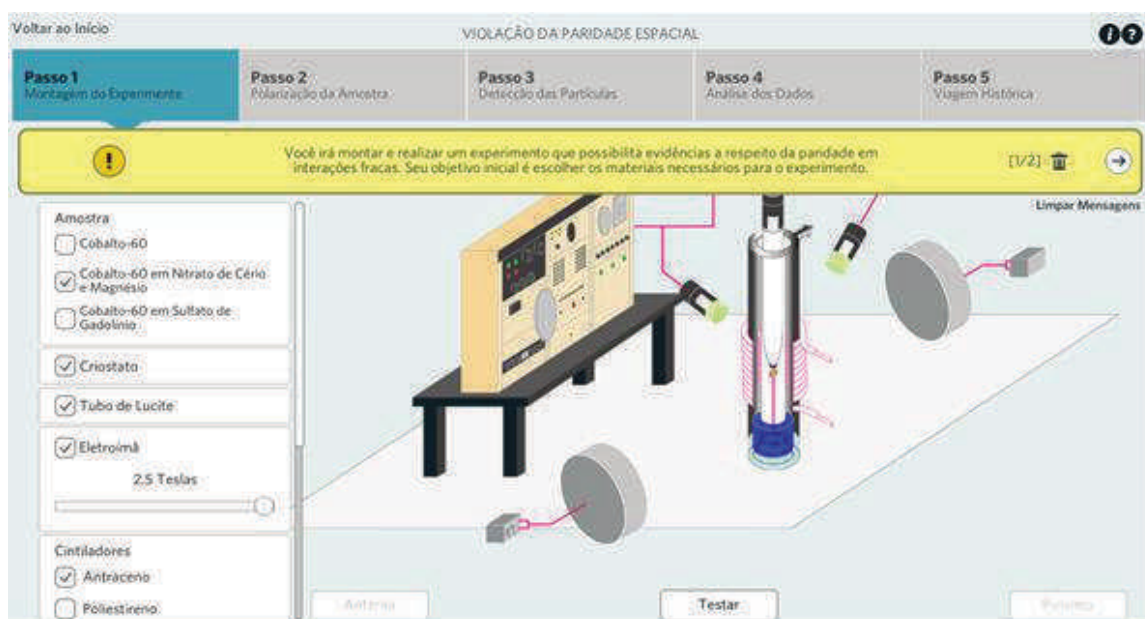 Voltar ao Início
VIOLAÇÃO DA PARIDADE ESPACIAL
Passo 1
Montagem do Experimento
Passo 2
Polarização da Amostra
Passo 3
Detecção das Partículas
Passo 4
Análise dos Dados
Passo 5
Viagem Histórica
Você irá montar e realizar um experimento que possibilita evidências a respeito da paridade em
interações fracas. Seu objetivo inicial é escolher os materiais necessários para o experimento.
[1/2]
Limpar Mensagens
Amostra
Cobalto-60
Cobalto-60 em Nitrato de Cério
e Magnésio
Cobalto-60 em Sulfato de
Gadolínio
Criostato
Tubo de Lucite
Eletroimã
2.5 Teslas
Cintiladores
Antraceno
Poliestireno
Anterior
Testar
Próximo